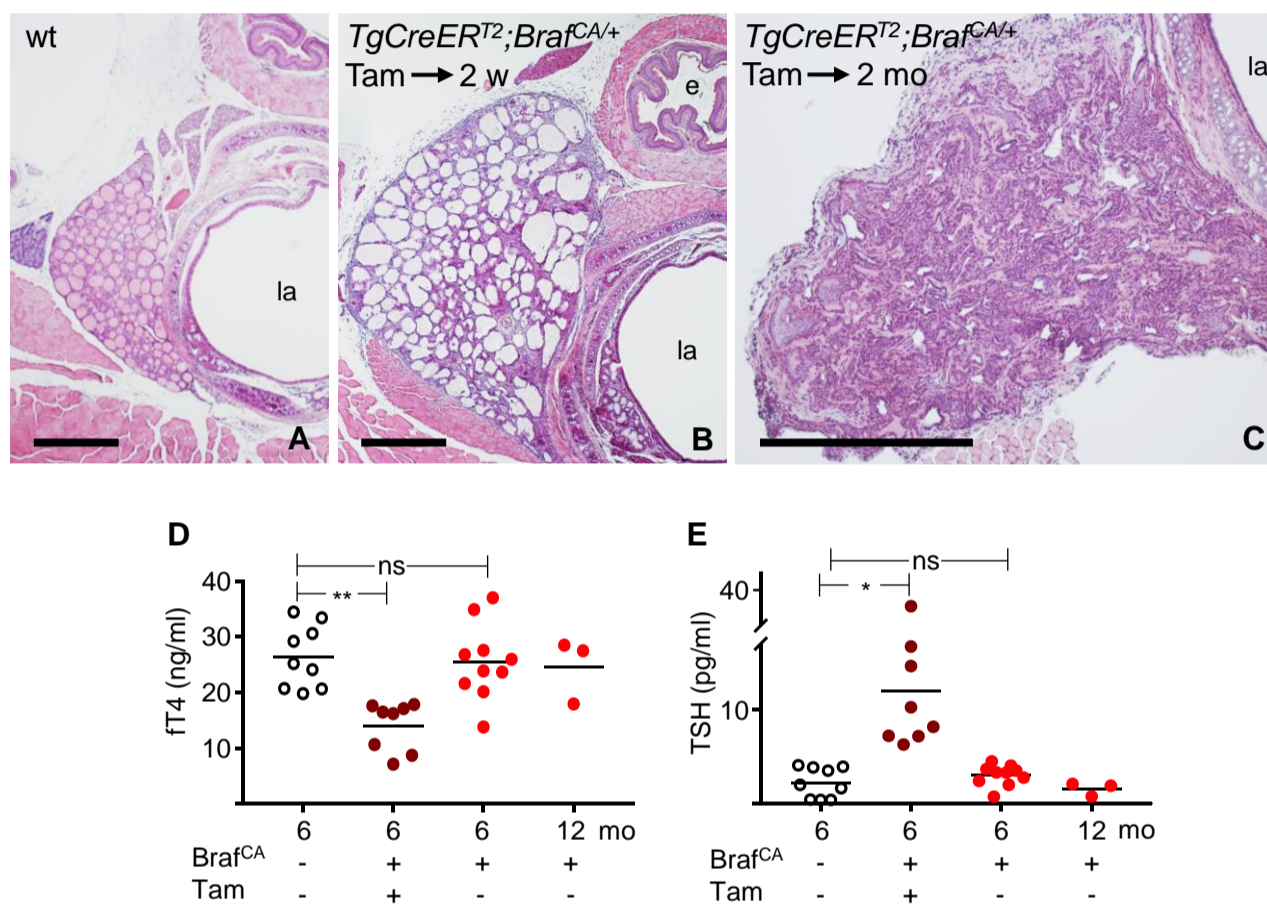 wt
TgCreER^T2;Braf^CA/+
Tam → 2 w
e
TgCreER^T2;Braf^CA/+
Tam → 2 mo
la
la
la
A
B
C
D
ns
**
fT4 (ng/ml)
40
30
20
10
6 6 6 12 mo
Braf^CA - + + +
Tam - + - -
E
ns
*
TSH (pg/ml)
40
10
6 6 6 12 mo
Braf^CA - + + +
Tam - + - -